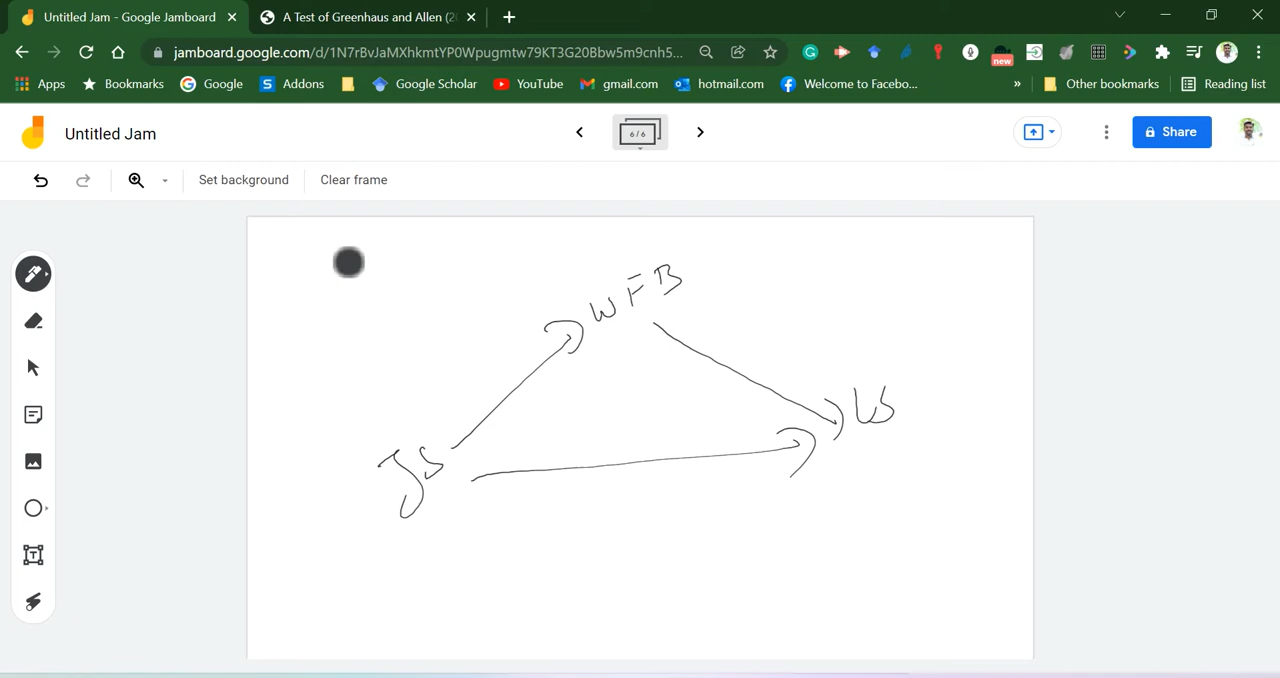 Untitled Jam - Google Jamboard
A Test of Greenhaus and Allen (2
jamboard.google.com/d/1N7rBvJaMXhkmtYP0Wpugmtw79KT3G20Bbw5m9cnh5...
new
Apps Bookmarks Google Addons Google Scholar YouTube gmail.com hotmail.com Welcome to Facebo... » Other bookmarks Reading list
Untitled Jam
6/6
Share
Set background Clear frame
WFB
LS
JS